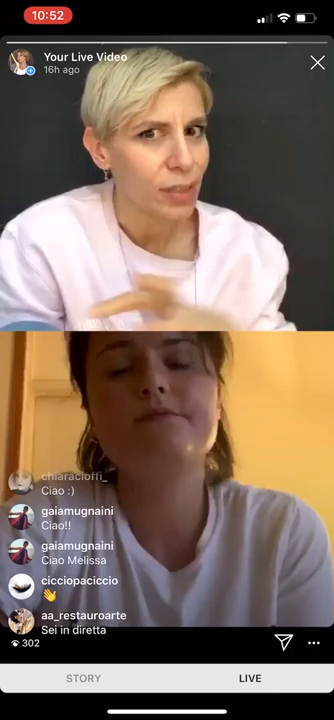 10:52
Your Live Video
16h ago
chiaracioffi_
Ciao :)
gaiamugnaini
Ciao!!
gaiamugnaini
Ciao Melissa
cicciopaciccio
👋
aa_restauroarte
Sei in diretta
302
STORY
LIVE